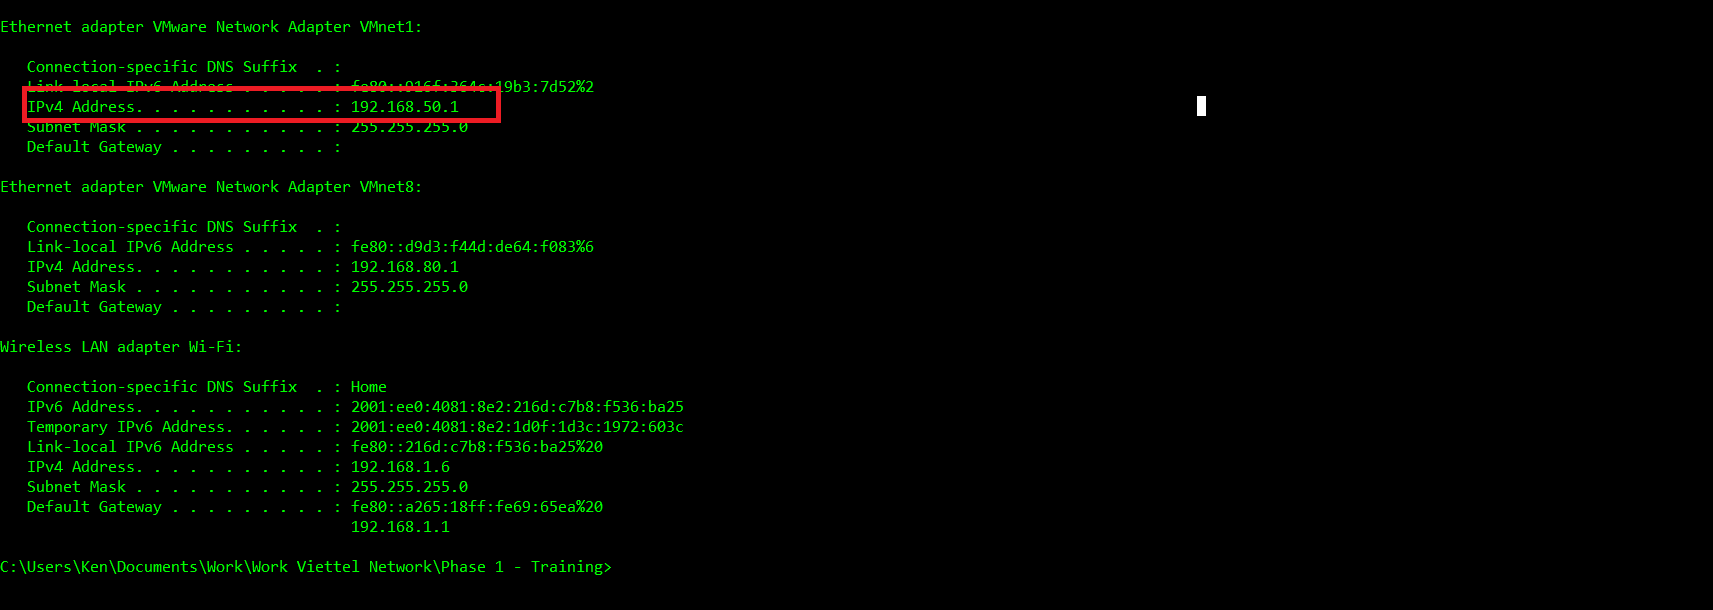 Ethernet adapter VMware Network Adapter VMnet1:
Connection-specific DNS Suffix  . :
Link-local IPv6 Address . . . . . : 19b3:7d52%2
IPv4 Address. . . . . . . . . . . : 192.168.50.1
Subnet Mask . . . . . . . . . . . : 255.255.255.0
Default Gateway . . . . . . . . . :
Ethernet adapter VMware Network Adapter VMnet8:
Connection-specific DNS Suffix  . :
Link-local IPv6 Address . . . . . : fe80::d9d3:f44d:de64:f083%6
IPv4 Address. . . . . . . . . . . : 192.168.80.1
Subnet Mask . . . . . . . . . . . : 255.255.255.0
Default Gateway . . . . . . . . . :
Wireless LAN adapter Wi-Fi:
Connection-specific DNS Suffix  . : Home
IPv6 Address. . . . . . . . . . . : 2001:ee0:4081:8e2:216d:c7b8:f536:ba25
Temporary IPv6 Address. . . . . . : 2001:ee0:4081:8e2:1d0f:1d3c:1972:603c
Link-local IPv6 Address . . . . . : fe80::216d:c7b8:f536:ba25%20
IPv4 Address. . . . . . . . . . . : 192.168.1.6
Subnet Mask . . . . . . . . . . . : 255.255.255.0
Default Gateway . . . . . . . . . : fe80::a265:18ff:fe69:65ea%20
192.168.1.1
C:\Users\Ken\Documents\Work\Work Viettel Network\Phase 1 - Training>